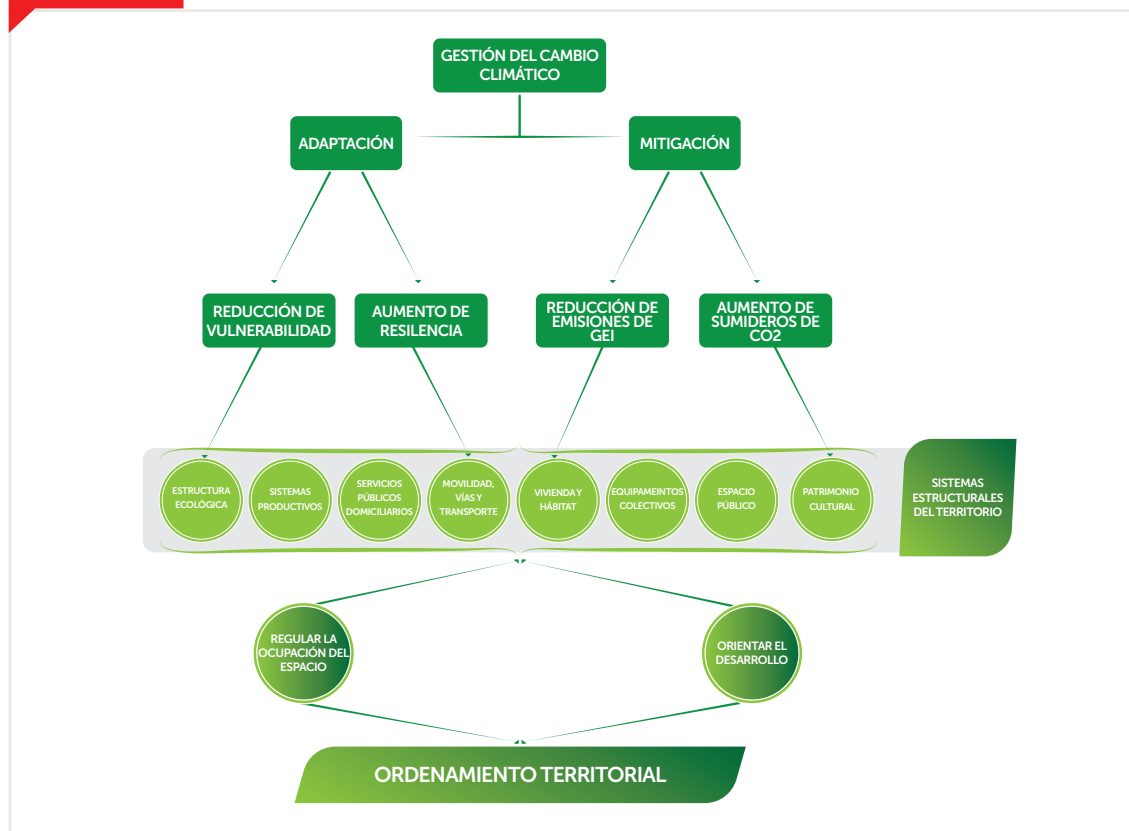 GESTIÓN DEL CAMBIO
CLIMÁTICO
ADAPTACIÓN
MITIGACIÓN
REDUCCIÓN DE
VULNERABILIDAD
AUMENTO DE
RESILENCIA
REDUCCIÓN DE
EMISIONES DE
GEI
AUMENTO DE
SUMIDEROS DE
CO2
ESTRUCTURA
ECOLÓGICA
SISTEMAS
PRODUCTIVOS
SERVICIOS
PÚBLICOS
DOMICILIARIOS
MOVILIDAD,
VÍAS Y
TRANSPORTE
VIVIENDA Y
HÁBITAT
EQUIPAMEINTOS
COLECTIVOS
ESPACIO
PÚBLICO
PATRIMONIO
CULTURAL
SISTEMAS
ESTRUCTURALES
DEL TERRITORIO
REGULAR LA
OCUPACIÓN DEL
ESPACIO
ORIENTAR EL
DESARROLLO
ORDENAMIENTO TERRITORIAL